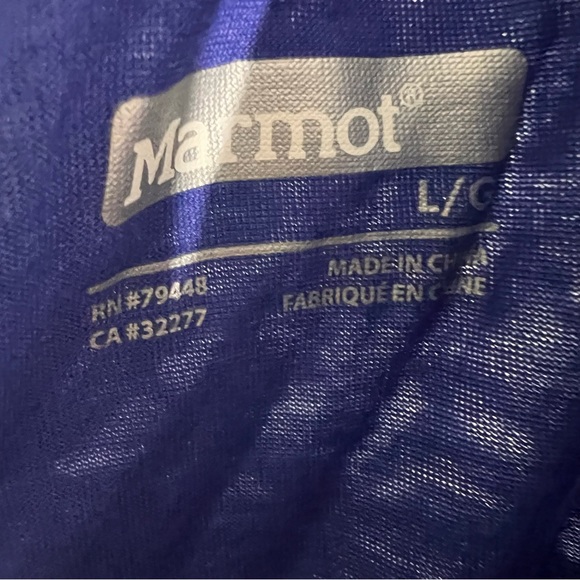 Marmot®
L/G
MADE IN CHINA
FABRIQUÉ EN CHINE
RN #79448
CA #32277